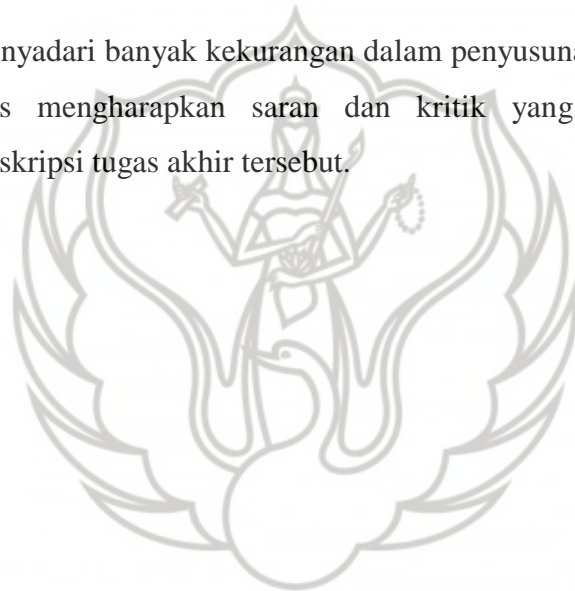 nyadari banyak kekurangan dalam penyusuna
s mengharapkan saran dan kritik yang
skripsi tugas akhir tersebut.